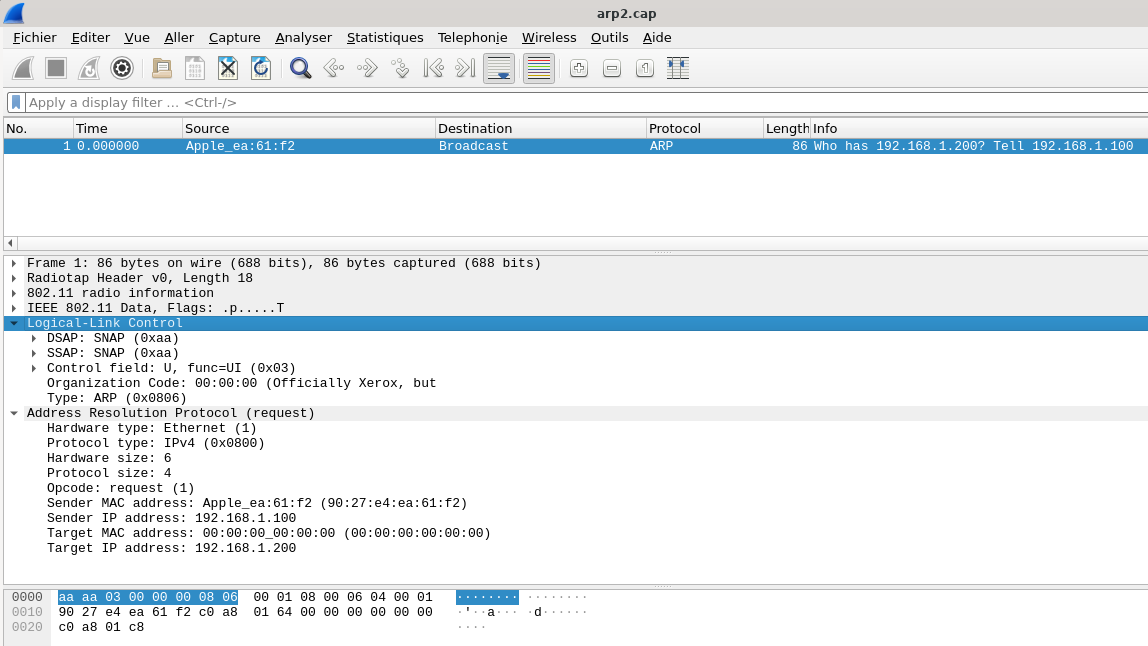 arp2.cap
Fichier Editer Vue Aller Capture Analyser Statistiques Telephonie Wireless Outils Aide
Apply a display filter … <Ctrl-/>
No. Time Source Destination Protocol Length Info
1 0.000000 Apple_ea:61:f2 Broadcast ARP 86 Who has 192.168.1.200? Tell 192.168.1.100
Frame 1: 86 bytes on wire (688 bits), 86 bytes captured (688 bits)
Radiotap Header v0, Length 18
802.11 radio information
IEEE 802.11 Data, Flags: .p.....T
Logical-Link Control
DSAP: SNAP (0xaa)
SSAP: SNAP (0xaa)
Control field: U, func=UI (0x03)
Organization Code: 00:00:00 (Officially Xerox, but
Type: ARP (0x0806)
Address Resolution Protocol (request)
Hardware type: Ethernet (1)
Protocol type: IPv4 (0x0800)
Hardware size: 6
Protocol size: 4
Opcode: request (1)
Sender MAC address: Apple_ea:61:f2 (90:27:e4:ea:61:f2)
Sender IP address: 192.168.1.100
Target MAC address: 00:00:00_00:00:00 (00:00:00:00:00:00)
Target IP address: 192.168.1.200
0000 aa aa 03 00 00 00 08 06 00 01 08 00 06 04 00 01 ········ ········
0010 90 27 e4 ea 61 f2 c0 a8 01 64 00 00 00 00 00 00 ·'··a··· ·d······
0020 c0 a8 01 c8 ····